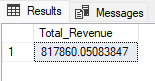 Results Messages
Total_Revenue
1 817860.05083847